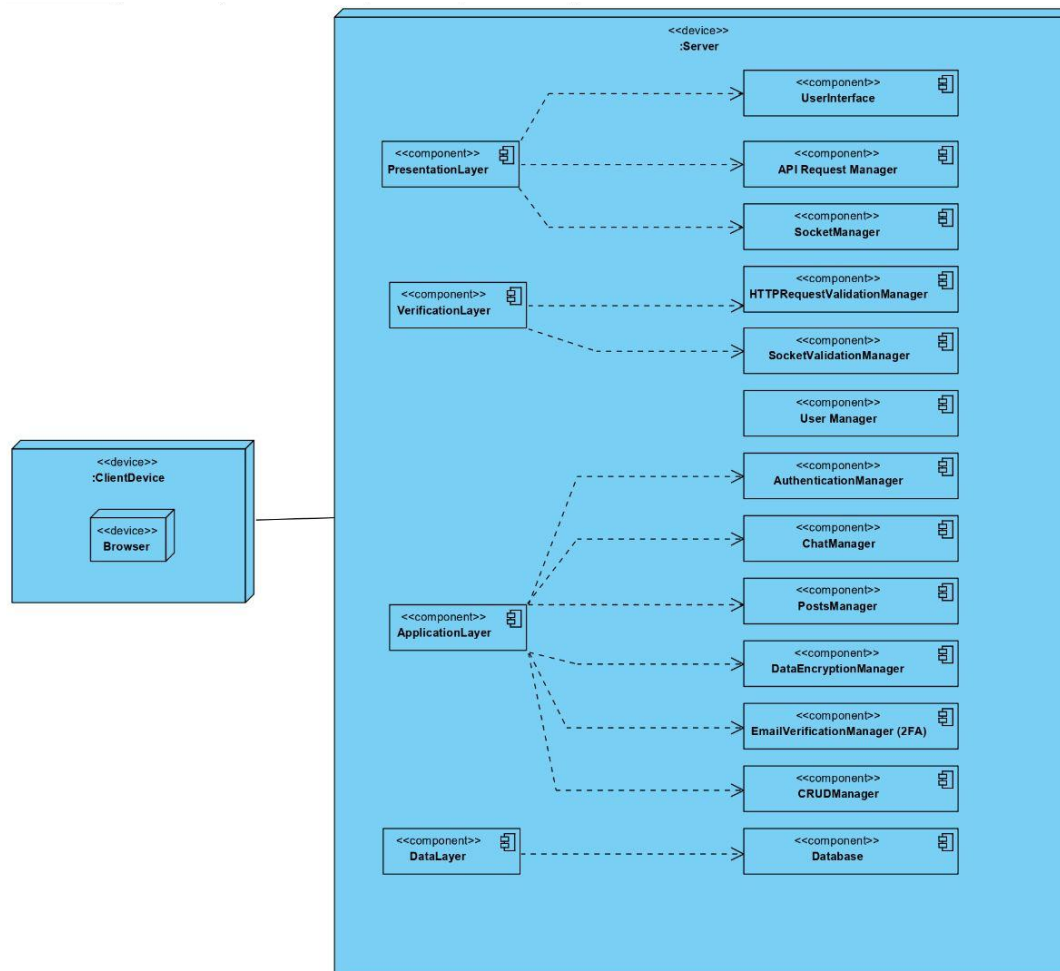 <<device>>
:Server
<<component>>
UserInterface
<<component>>
PresentationLayer
<<component>>
API Request Manager
<<component>>
SocketManager
<<component>>
VerificationLayer
<<component>>
HTTPRequestValidationManager
<<component>>
SocketValidationManager
<<component>>
User Manager
<<device>>
:ClientDevice
<<device>>
Browser
<<component>>
AuthenticationManager
<<component>>
ChatManager
<<component>>
ApplicationLayer
<<component>>
PostsManager
<<component>>
DataEncryptionManager
<<component>>
EmailVerificationManager (2FA)
<<component>>
CRUDManager
<<component>>
DataLayer
<<component>>
Database